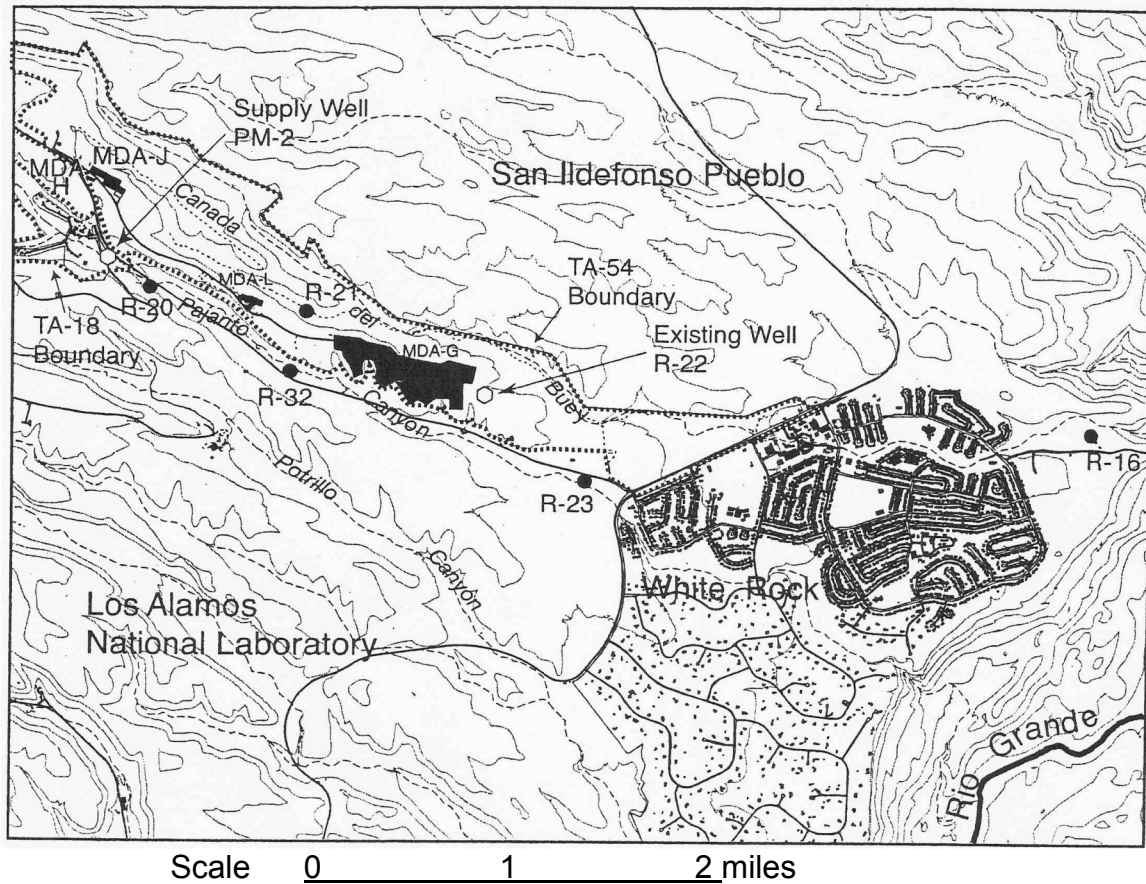 Supply Well
PM-2
MDA-J
MDA
H
San Ildefonso Pueblo
Canada
del
Buey
TA-54
Boundary
MDA-L
R-21
R-20
Pajarito
Canyon
TA-18
Boundary
MDA-G
Existing Well
R-22
R-32
R-16
R-23
Potrillo
Canyon
White Rock
Los Alamos
National Laboratory
Rio Grande
Scale 0 1 2 miles